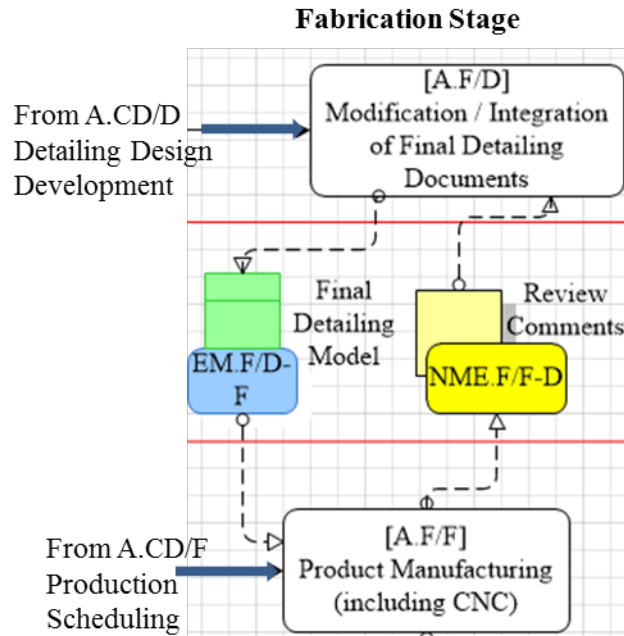 Fabrication Stage
[A.F/D]
Modification / Integration
of Final Detailing
Documents
From A.CD/D
Detailing Design
Development
Final
Detailing
Model
EM.F/D-
F
Review
Comments
NME.F/F-D
[A.F/F]
Product Manufacturing
(including CNC)
From A.CD/F
Production
Scheduling